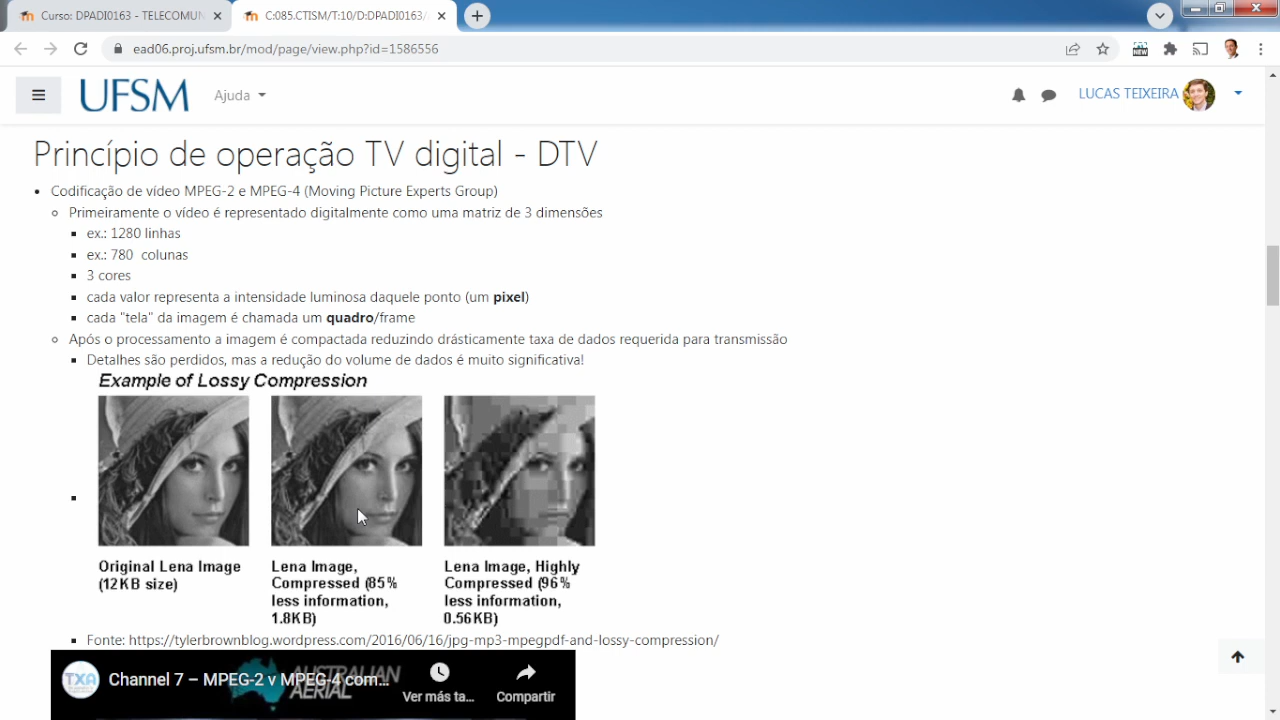 Curso: DPADI0163 - TELECOMUN
C:085.CTISM/T:10/D:DPADI0163/
ead06.proj.ufsm.br/mod/page/view.php?id=1586556
NEW
UFSM
Ajuda
LUCAS TEIXEIRA
Princípio de operação TV digital - DTV
Codificação de vídeo MPEG-2 e MPEG-4 (Moving Picture Experts Group)
Primeiramente o vídeo é representado digitalmente como uma matriz de 3 dimensões
ex.: 1280 linhas
ex.: 780 colunas
3 cores
cada valor representa a intensidade luminosa daquele ponto (um pixel)
cada "tela" da imagem é chamada um quadro/frame
Após o processamento a imagem é compactada reduzindo drásticamente taxa de dados requerida para transmissão
Detalhes são perdidos, mas a redução do volume de dados é muito significativa!
Example of Lossy Compression
Original Lena Image
(12KB size)
Lena Image,
Compressed (85%
less information,
1.8KB)
Lena Image, Highly
Compressed (96%
less information,
0.56KB)
Fonte: https://tylerbrownblog.wordpress.com/2016/06/16/jpg-mp3-mpegpdf-and-lossy-compression/
TXA
Channel 7 – MPEG-2 v MPEG-4 com...
AUSTRALIAN
AERIAL
Ver más ta...
Compartir